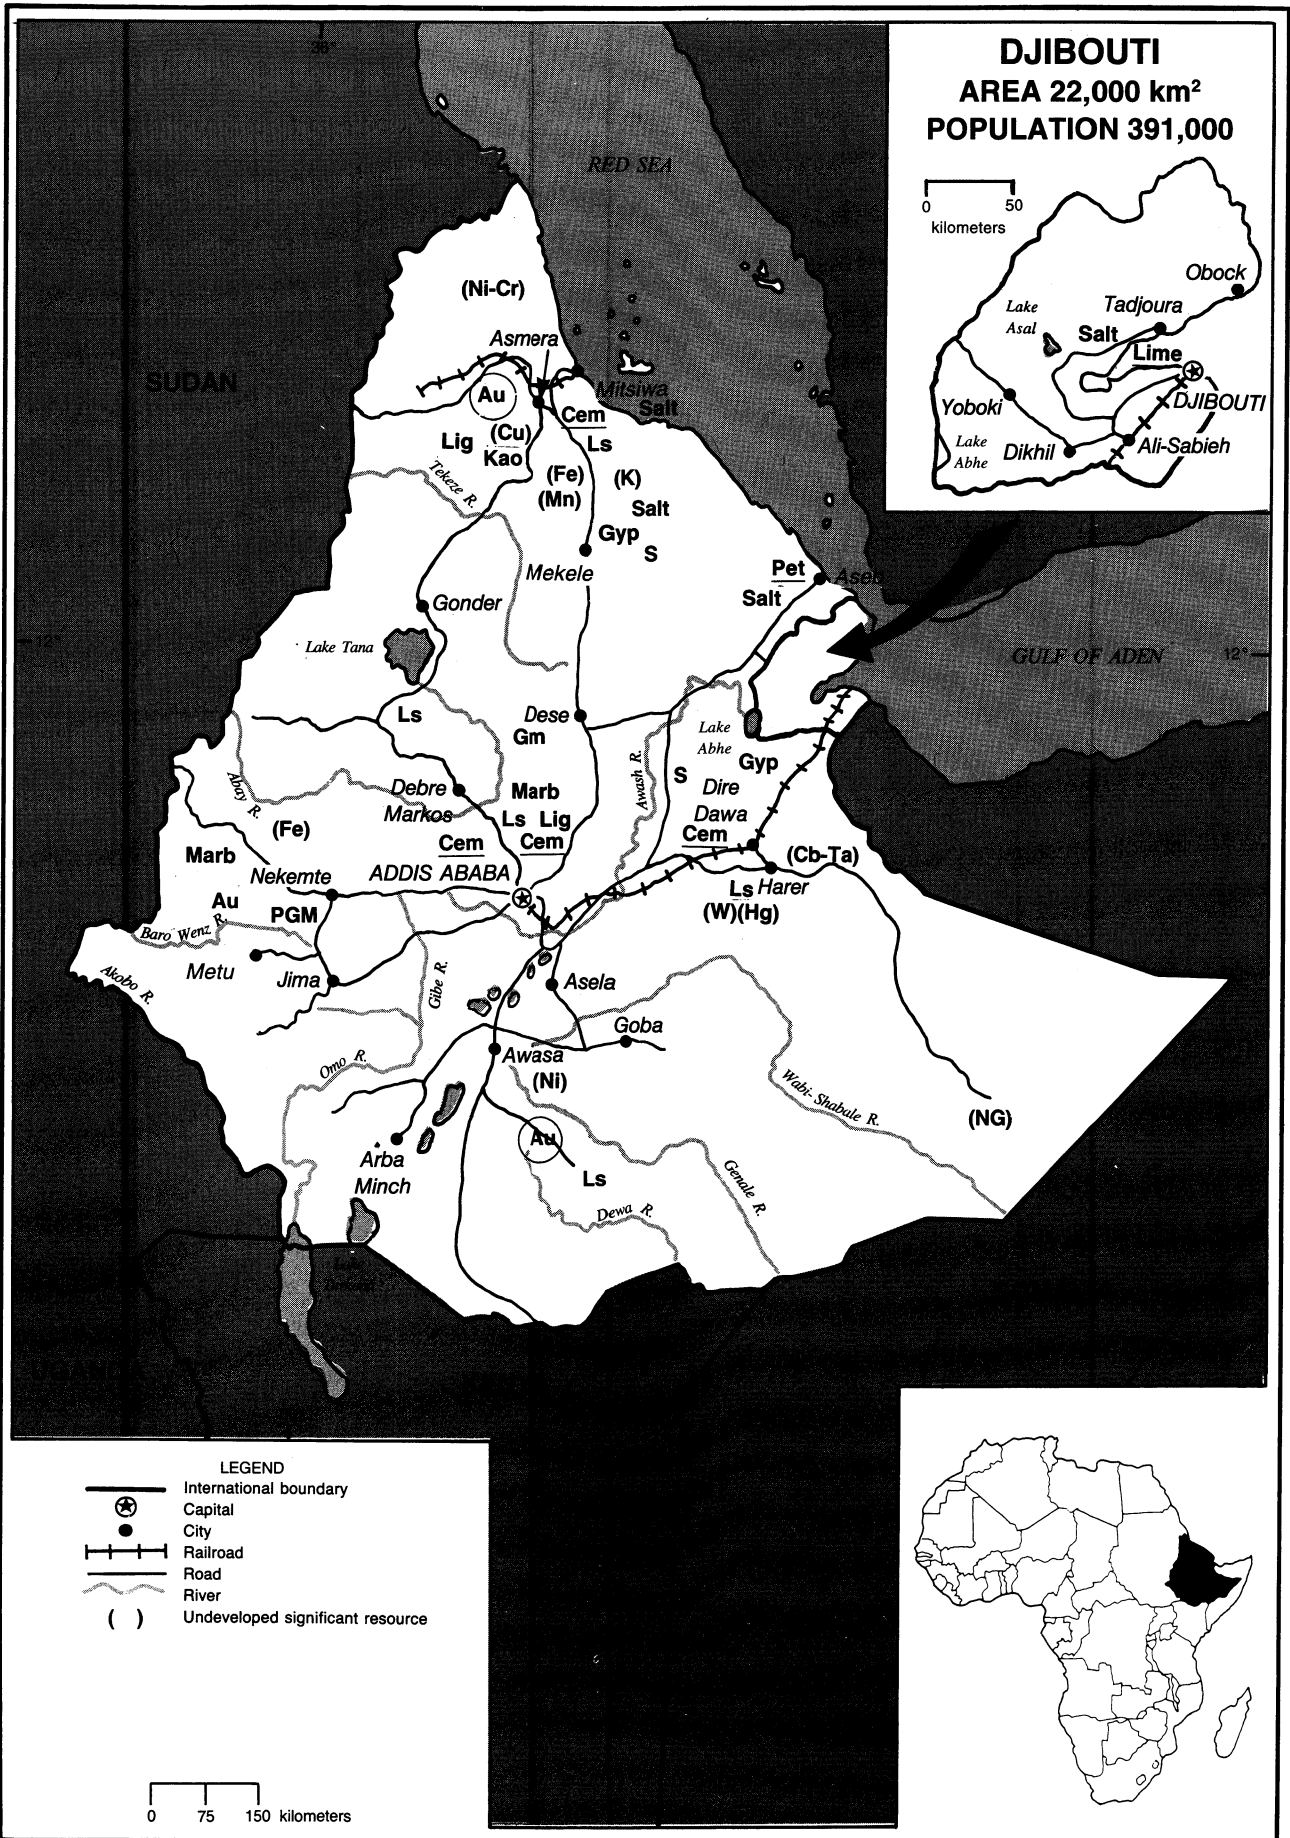 DJIBOUTI
AREA 22,000 km²
POPULATION 391,000
0 50
kilometers
Obock
Tadjoura
Lake
Asal
Salt
Lime
DJIBOUTI
Yoboki
Lake
Abhe
Dikhil
Ali-Sabieh
36°
RED SEA
(Ni-Cr)
Asmera
SUDAN
Au
Mitsiwa
Salt
Cem
(Cu)
Lig
Ls
Kao
Tekeze R.
(Fe)
(K)
(Mn)
Salt
Gyp
S
Mekele
Pet
Aseb
Salt
Gonder
12°
Lake Tana
GULF OF ADEN
12°
Ls
Dese
Gm
Lake
Abhe
Gyp
Awash R.
S
Dire
Dawa
Cem
Abay R.
Debre
Markos
Marb
Ls Lig
Cem
Cem
(Fe)
Marb
Nekemte
ADDIS ABABA
(Cb-Ta)
Ls
Harer
(W)(Hg)
Au
PGM
Baro Wenz R.
Metu
Akobo R.
Jima
Gibe R.
Asela
Goba
Awasa
Omo R.
(Ni)
Wabi-Shabale R.
(NG)
Au
Arba
Minch
Ls
Genale R.
Dewa R.
Lake
UGANDA
LEGEND
International boundary
Capital
City
Railroad
Road
River
( ) Undeveloped significant resource
0 75 150 kilometers